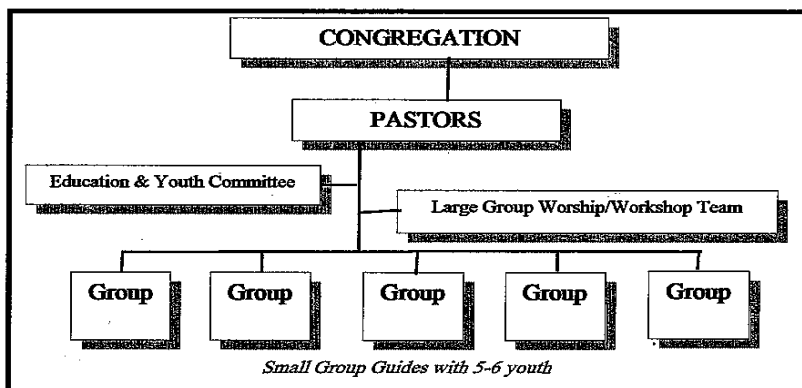 CONGREGATION
PASTORS
Education & Youth Committee
Large Group Worship/Workshop Team
Group
Group
Group
Group
Group
Small Group Guides with 5-6 youth